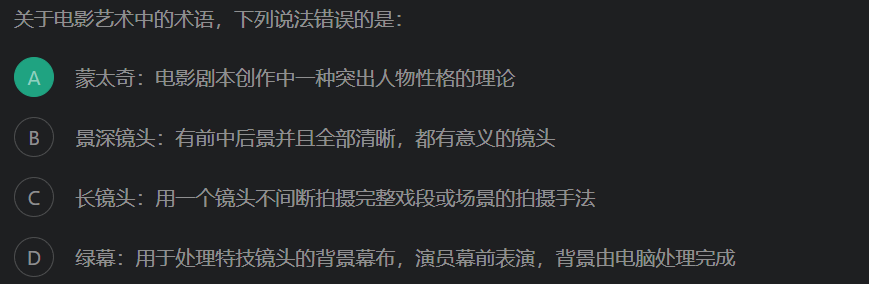 关于电影艺术中的术语，下列说法错误的是：
A 蒙太奇：电影剧本创作中一种突出人物性格的理论
B 景深镜头：有前中后景并且全部清晰，都有意义的镜头
C 长镜头：用一个镜头不间断拍摄完整戏段或场景的拍摄手法
D 绿幕：用于处理特技镜头的背景幕布，演员幕前表演，背景由电脑处理完成